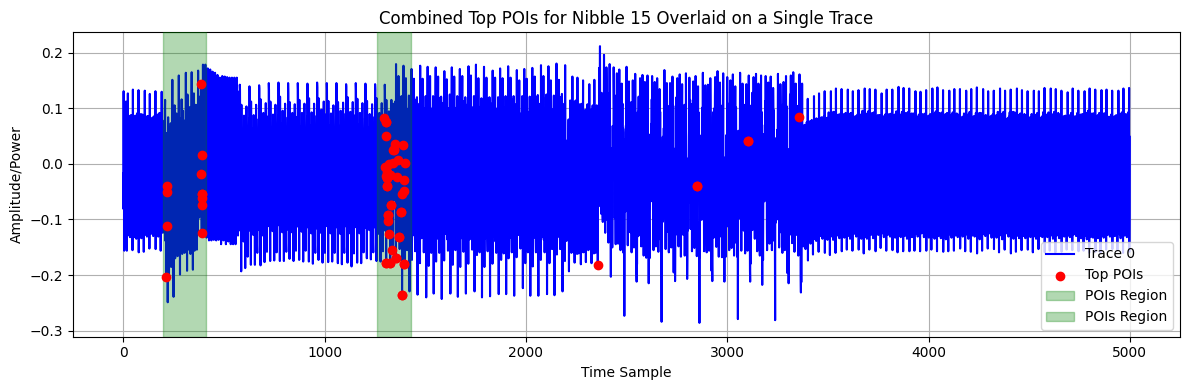 Combined Top POIs for Nibble 15 Overlaid on a Single Trace
Amplitude/Power
0.2
0.1
0.0
−0.1
−0.2
−0.3
0
1000
2000
3000
4000
5000
Time Sample
Trace 0
Top POIs
POIs Region
POIs Region